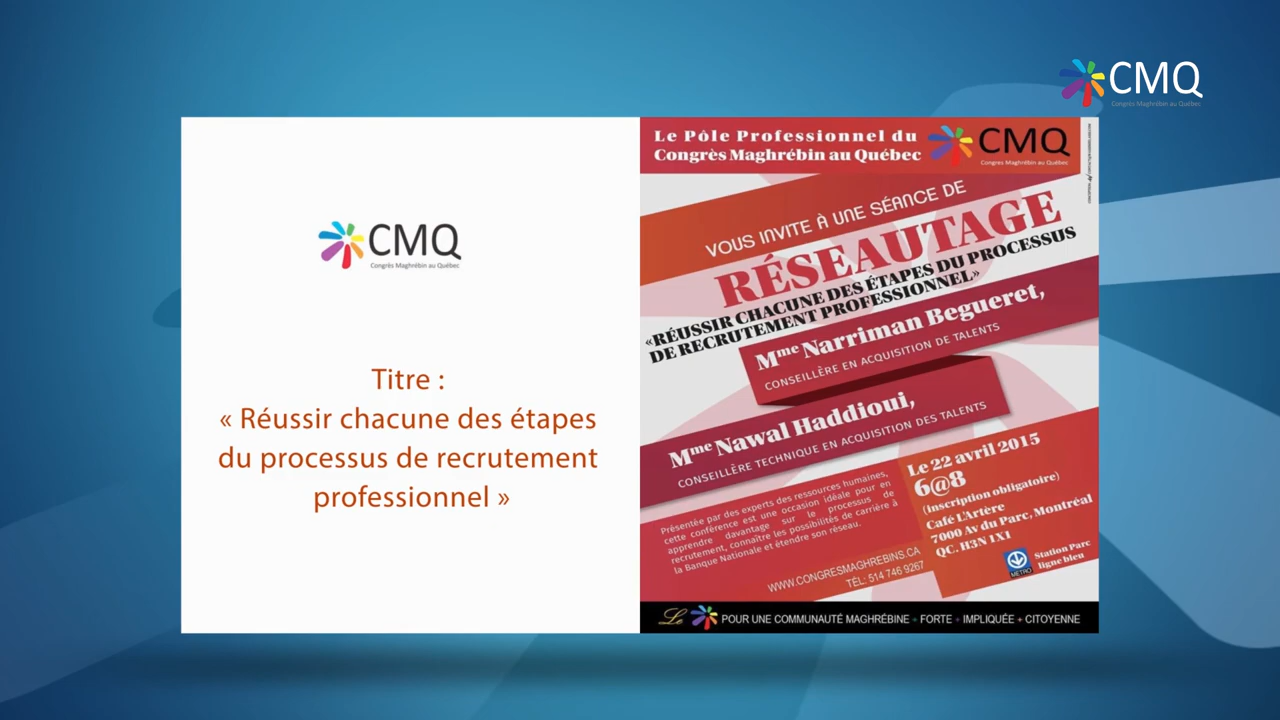 CMQ
Congrès Maghrébin au Québec
CMQ
Congrès Maghrébin au Québec
Titre :
« Réussir chacune des étapes
du processus de recrutement
professionnel »
Le Pôle Professionnel du
Congrès Maghrébin au Québec
CMQ
Congres Maghrébin au Québec
VOUS INVITE À UNE SÉANCE DE
RÉSEAUTAGE
«RÉUSSIR CHACUNE DES ÉTAPES DU PROCESSUS
DE RECRUTEMENT PROFESSIONNEL»
Mme Narriman Begueret,
CONSEILLÈRE EN ACQUISITION DE TALENTS
Mme Nawal Haddioui,
CONSEILLÈRE TECHNIQUE EN ACQUISITION DES TALENTS
Présentée par des experts des ressources humaines,
cette conférence est une occasion idéale pour en
apprendre davantage sur le processus de
recrutement, connaître les possibilités de carrière à
la Banque Nationale et étendre son réseau.
WWW.CONGRESMAGHREBINS.CA
TÉL: 514 746 9267
Le 22 avril 2015
6@8
(Inscription obligatoire)
Café L'Artère
7000 Av du Parc, Montréal
QC. H3N 1X1
MÉTRO
Station Parc
ligne bleu
Le
POUR UNE COMMUNAUTÉ MAGHRÉBINE + FORTE + IMPLIQUÉE + CITOYENNE